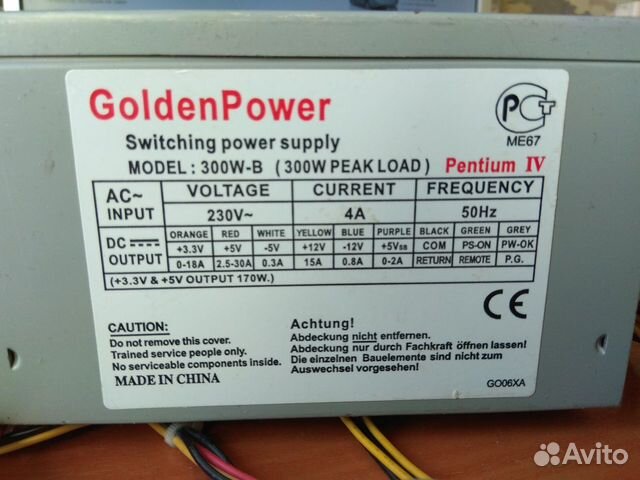 GoldenPower
PCT
ME67
Switching power supply
MODEL : 300W-B ( 300W PEAK LOAD ) Pentium IV
AC~ INPUT
VOLTAGE CURRENT FREQUENCY
230V~ 4A 50Hz
DC OUTPUT
ORANGE RED WHITE YELLOW BLUE PURPLE BLACK GREEN GREY
+3.3V +5V -5V +12V -12V +5VSB COM PS-ON PW-OK
0-18A 2.5-30A 0.3A 15A 0.8A 0-2A RETURN REMOTE P.G.
(+3.3V & +5V OUTPUT 170W.)
CE
CAUTION:
Do not remove this cover.
Trained service people only.
No serviceable components inside.
MADE IN CHINA
Achtung!
Abdeckung nicht entfernen.
Abdeckung nur durch Fachkraft öffnen lassen!
Die einzelnen Bauelemente sind nicht zum
Auswechsel vorgesehen!
GO06XA
Avito